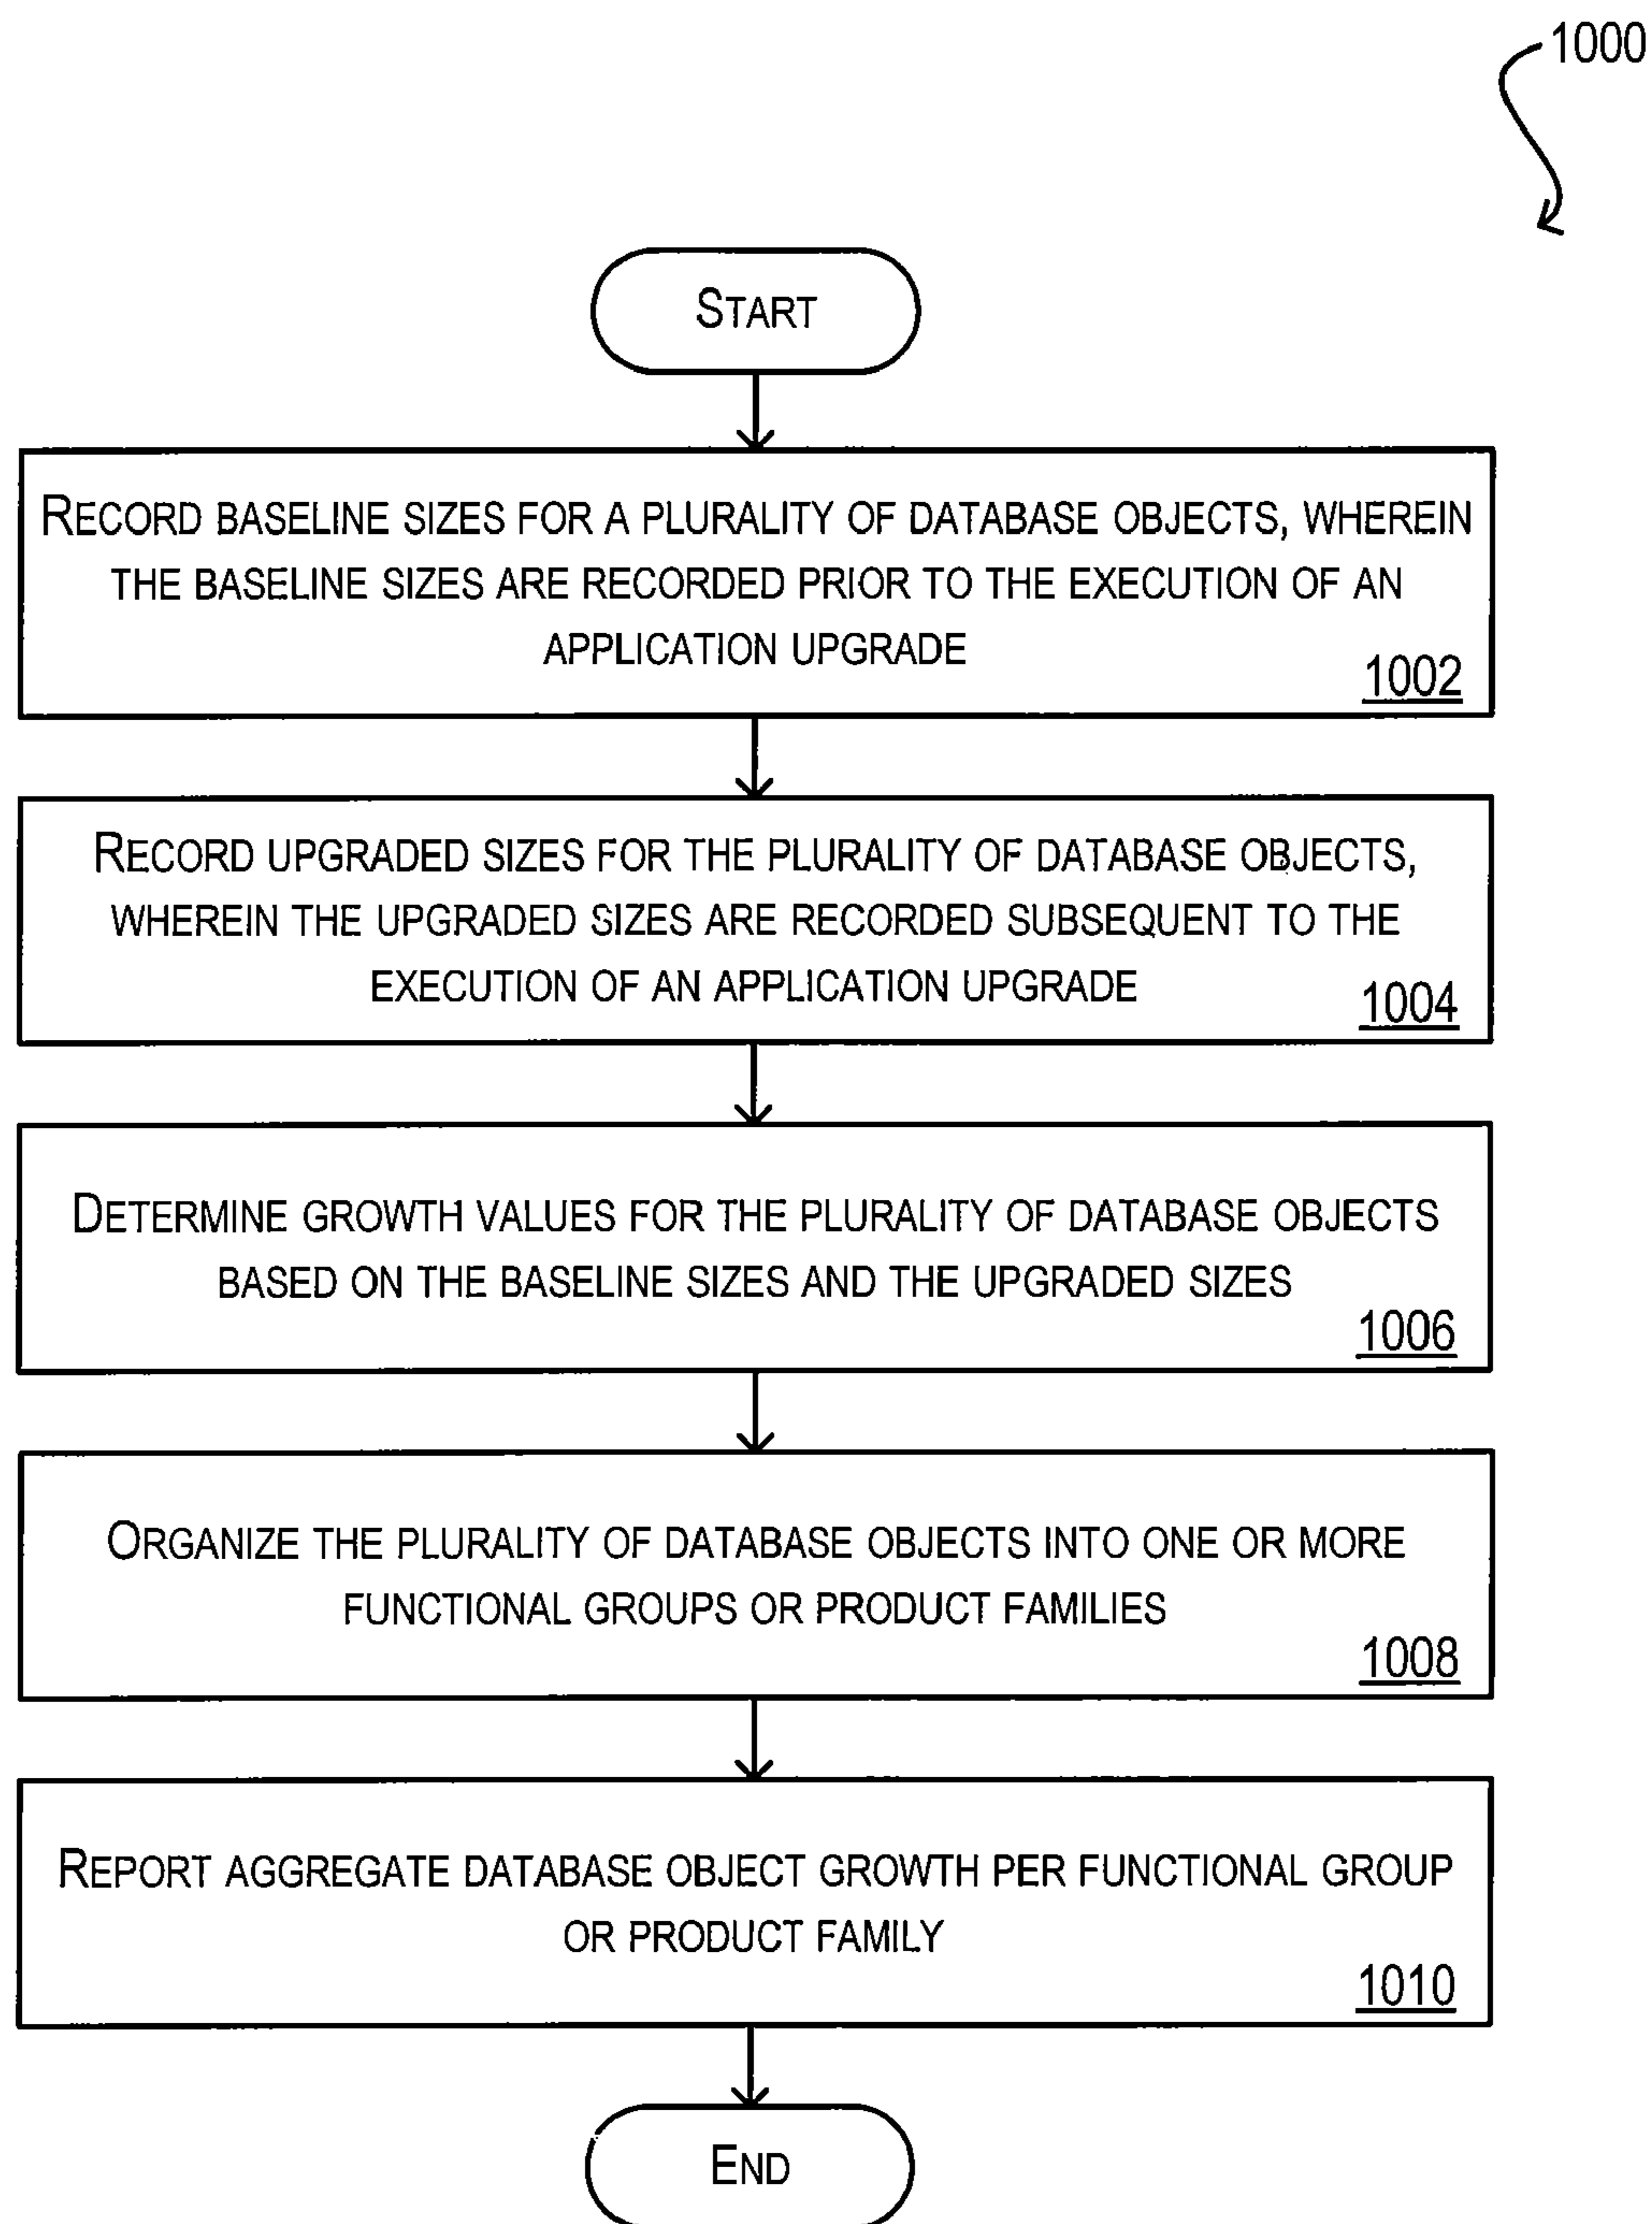 1000
START
RECORD BASELINE SIZES FOR A PLURALITY OF DATABASE OBJECTS, WHEREIN
THE BASELINE SIZES ARE RECORDED PRIOR TO THE EXECUTION OF AN
APPLICATION UPGRADE
1002
RECORD UPGRADED SIZES FOR THE PLURALITY OF DATABASE OBJECTS,
WHEREIN THE UPGRADED SIZES ARE RECORDED SUBSEQUENT TO THE
EXECUTION OF AN APPLICATION UPGRADE
1004
DETERMINE GROWTH VALUES FOR THE PLURALITY OF DATABASE OBJECTS
BASED ON THE BASELINE SIZES AND THE UPGRADED SIZES
1006
ORGANIZE THE PLURALITY OF DATABASE OBJECTS INTO ONE OR MORE
FUNCTIONAL GROUPS OR PRODUCT FAMILIES
1008
REPORT AGGREGATE DATABASE OBJECT GROWTH PER FUNCTIONAL GROUP
OR PRODUCT FAMILY
1010
END